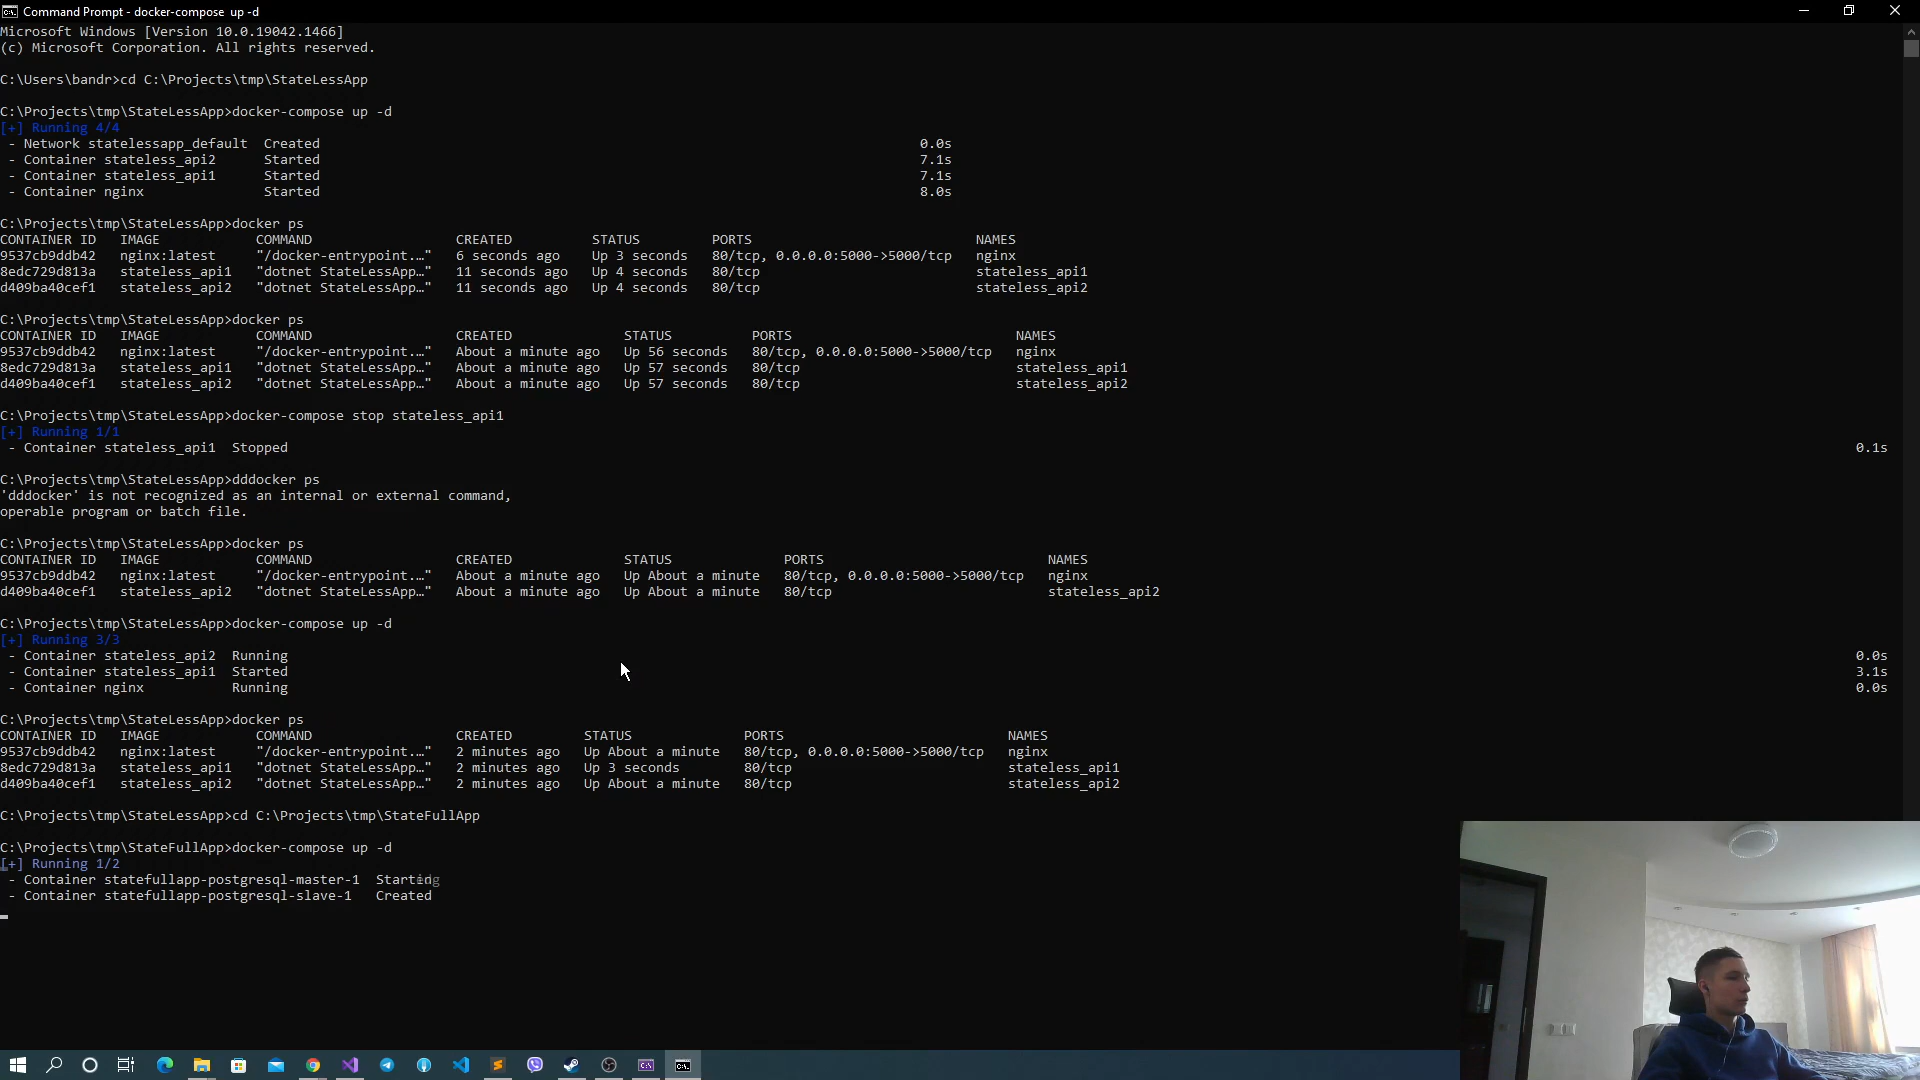 Command Prompt - docker-compose  up -d
Microsoft Windows [Version 10.0.19042.1466]
(c) Microsoft Corporation. All rights reserved.
C:\Users\bandr>cd C:\Projects\tmp\StateLessApp
C:\Projects\tmp\StateLessApp>docker-compose up -d
[+] Running 4/4
- Network statelessapp_default  Created 0.0s
- Container stateless_api2      Started 7.1s
- Container stateless_api1      Started 7.1s
- Container nginx               Started 8.0s
C:\Projects\tmp\StateLessApp>docker ps
CONTAINER ID   IMAGE            COMMAND                  CREATED          STATUS         PORTS                            NAMES
9537cb9ddb42   nginx:latest     "/docker-entrypoint.…"   6 seconds ago    Up 3 seconds   80/tcp, 0.0.0.0:5000->5000/tcp   nginx
8edc729d813a   stateless_api1   "dotnet StateLessApp…"   11 seconds ago   Up 4 seconds   80/tcp                           stateless_api1
d409ba40cef1   stateless_api2   "dotnet StateLessApp…"   11 seconds ago   Up 4 seconds   80/tcp                           stateless_api2
C:\Projects\tmp\StateLessApp>docker ps
CONTAINER ID   IMAGE            COMMAND                  CREATED              STATUS          PORTS                            NAMES
9537cb9ddb42   nginx:latest     "/docker-entrypoint.…"   About a minute ago   Up 56 seconds   80/tcp, 0.0.0.0:5000->5000/tcp   nginx
8edc729d813a   stateless_api1   "dotnet StateLessApp…"   About a minute ago   Up 57 seconds   80/tcp                           stateless_api1
d409ba40cef1   stateless_api2   "dotnet StateLessApp…"   About a minute ago   Up 57 seconds   80/tcp                           stateless_api2
C:\Projects\tmp\StateLessApp>docker-compose stop stateless_api1
[+] Running 1/1
- Container stateless_api1  Stopped 0.1s
C:\Projects\tmp\StateLessApp>dddocker ps
'dddocker' is not recognized as an internal or external command,
operable program or batch file.
C:\Projects\tmp\StateLessApp>docker ps
CONTAINER ID   IMAGE            COMMAND                  CREATED              STATUS              PORTS                            NAMES
9537cb9ddb42   nginx:latest     "/docker-entrypoint.…"   About a minute ago   Up About a minute   80/tcp, 0.0.0.0:5000->5000/tcp   nginx
d409ba40cef1   stateless_api2   "dotnet StateLessApp…"   About a minute ago   Up About a minute   80/tcp                           stateless_api2
C:\Projects\tmp\StateLessApp>docker-compose up -d
[+] Running 3/3
- Container stateless_api2  Running 0.0s
- Container stateless_api1  Started 3.1s
- Container nginx           Running 0.0s
C:\Projects\tmp\StateLessApp>docker ps
CONTAINER ID   IMAGE            COMMAND                  CREATED         STATUS              PORTS                            NAMES
9537cb9ddb42   nginx:latest     "/docker-entrypoint.…"   2 minutes ago   Up About a minute   80/tcp, 0.0.0.0:5000->5000/tcp   nginx
8edc729d813a   stateless_api1   "dotnet StateLessApp…"   2 minutes ago   Up 3 seconds        80/tcp                           stateless_api1
d409ba40cef1   stateless_api2   "dotnet StateLessApp…"   2 minutes ago   Up About a minute   80/tcp                           stateless_api2
C:\Projects\tmp\StateLessApp>cd C:\Projects\tmp\StateFullApp
C:\Projects\tmp\StateFullApp>docker-compose up -d
[+] Running 1/2
- Container statefullapp-postgresql-master-1
- Container statefullapp-postgresql-slave-1   Created